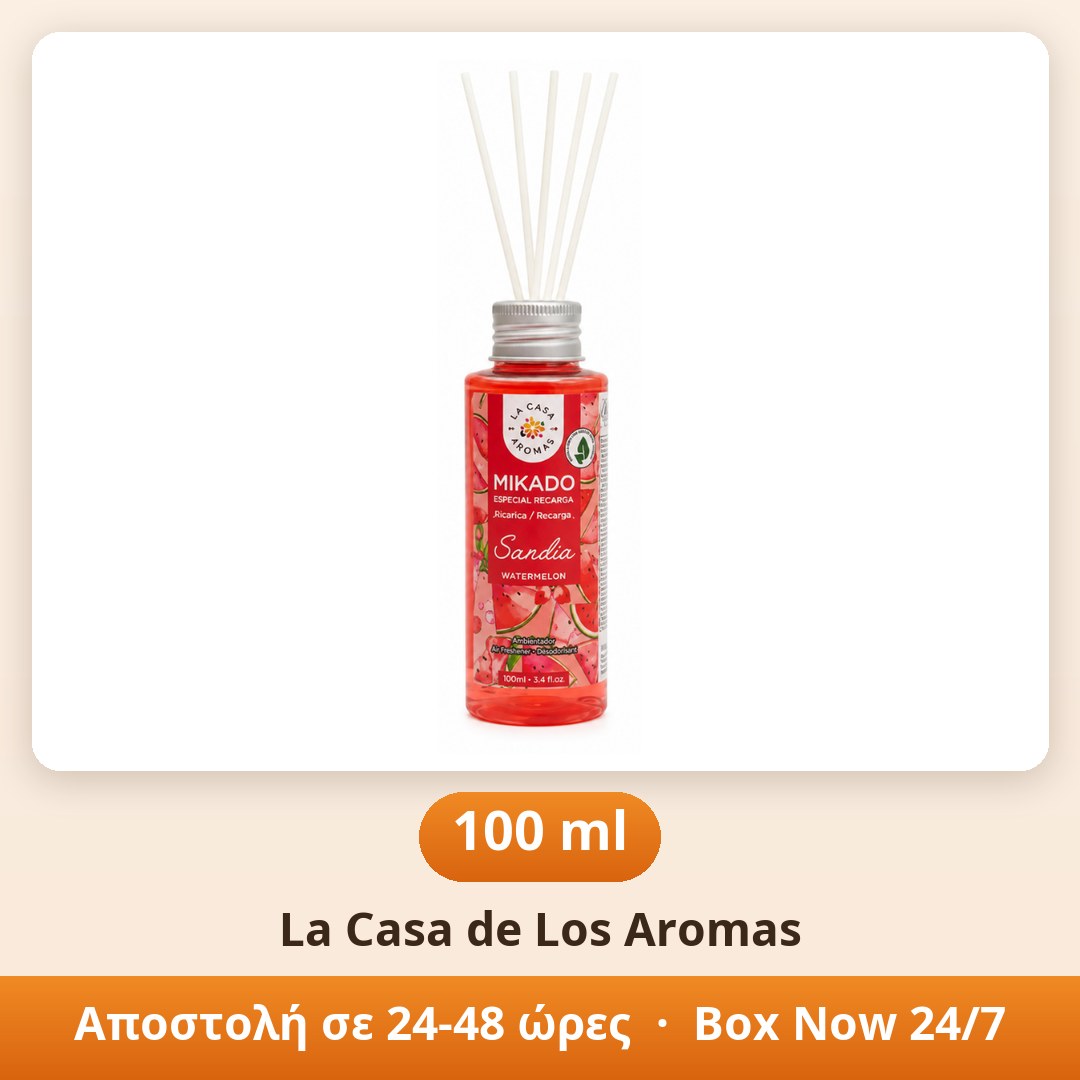 LA CASA
AROMAS
MIKADO
ESPECIAL RECARGA
Ricarica / Recarga
Sandia
WATERMELON
Ambientador
Air Freshener - Désodorisant
100ml - 3.4 fl.oz.
100 ml
La Casa de Los Aromas
Αποστολή σε 24-48 ώρες · Box Now 24/7